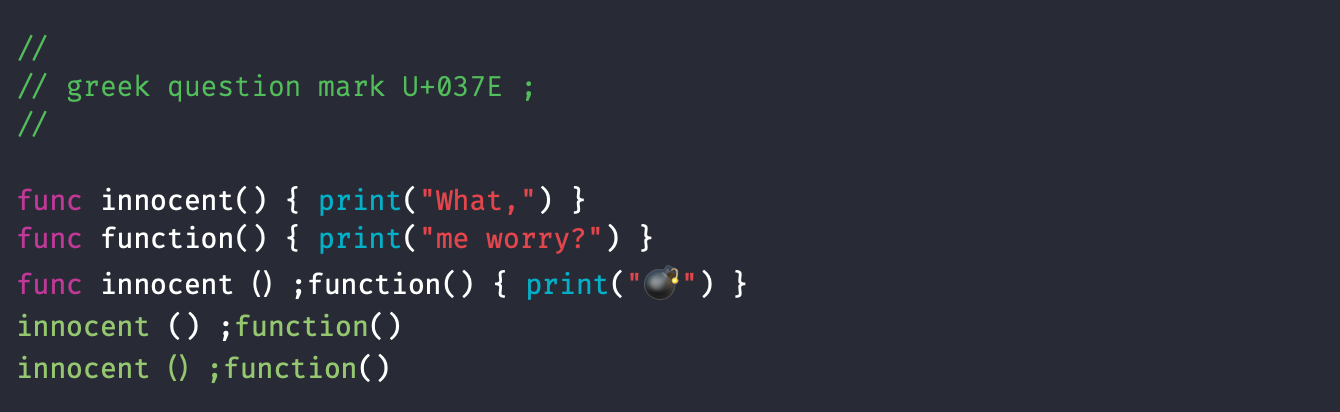 //
// greek question mark U+037E ;
//
func innocent() { print("What,") }
func function() { print("me worry?") }
func innocent () ;function() { print("💣") }
innocent () ;function()
innocent () ;function()